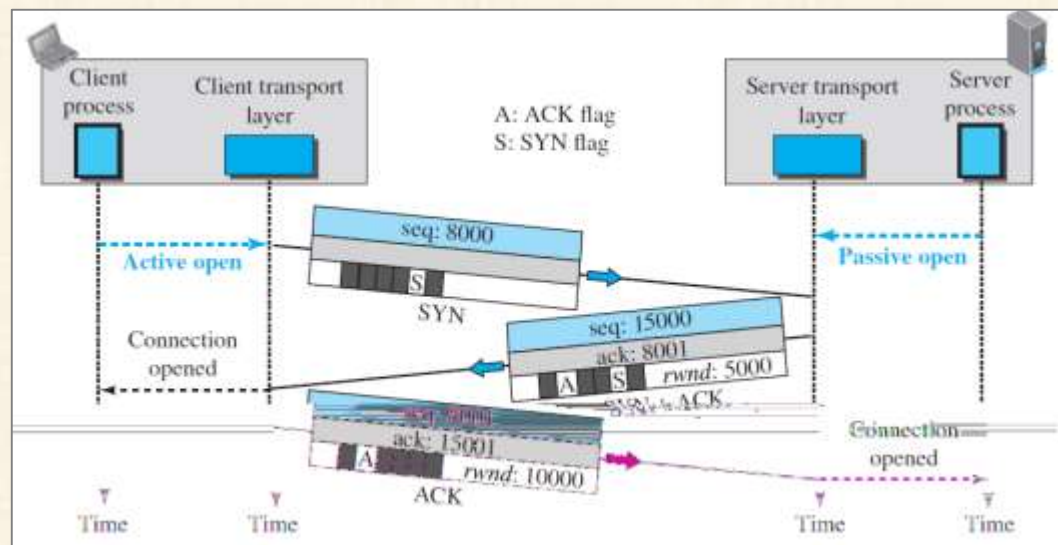 Client
process
Client transport
layer
A: ACK flag
S: SYN flag
Server transport
layer
Server
process
Active open
seq: 8000
S
SYN
Passive open
seq: 15000
ack: 8001
A S rwnd: 5000
ACK
Connection
opened
seq:
ack: 15001
A rwnd: 10000
ACK
Connection
opened
Time
Time
Time
Time